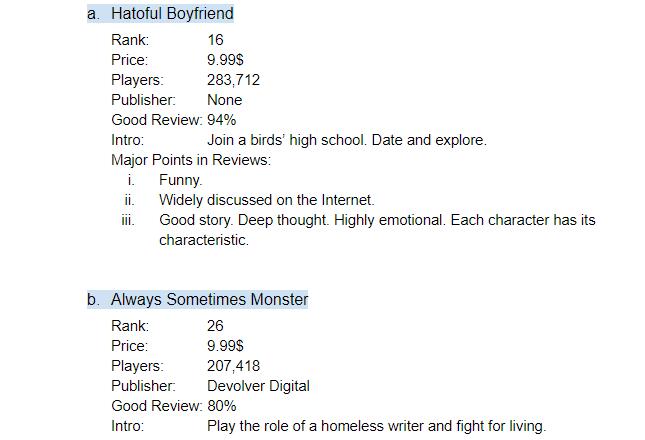 a. Hatoful Boyfriend
Rank: 16
Price: 9.99$
Players: 283,712
Publisher: None
Good Review: 94%
Intro: Join a birds’ high school. Date and explore.
Major Points in Reviews:
i. Funny.
ii. Widely discussed on the Internet.
iii. Good story. Deep thought. Highly emotional. Each character has its
characteristic.
b. Always Sometimes Monster
Rank: 26
Price: 9.99$
Players: 207,418
Publisher: Devolver Digital
Good Review: 80%
Intro: Play the role of a homeless writer and fight for living.